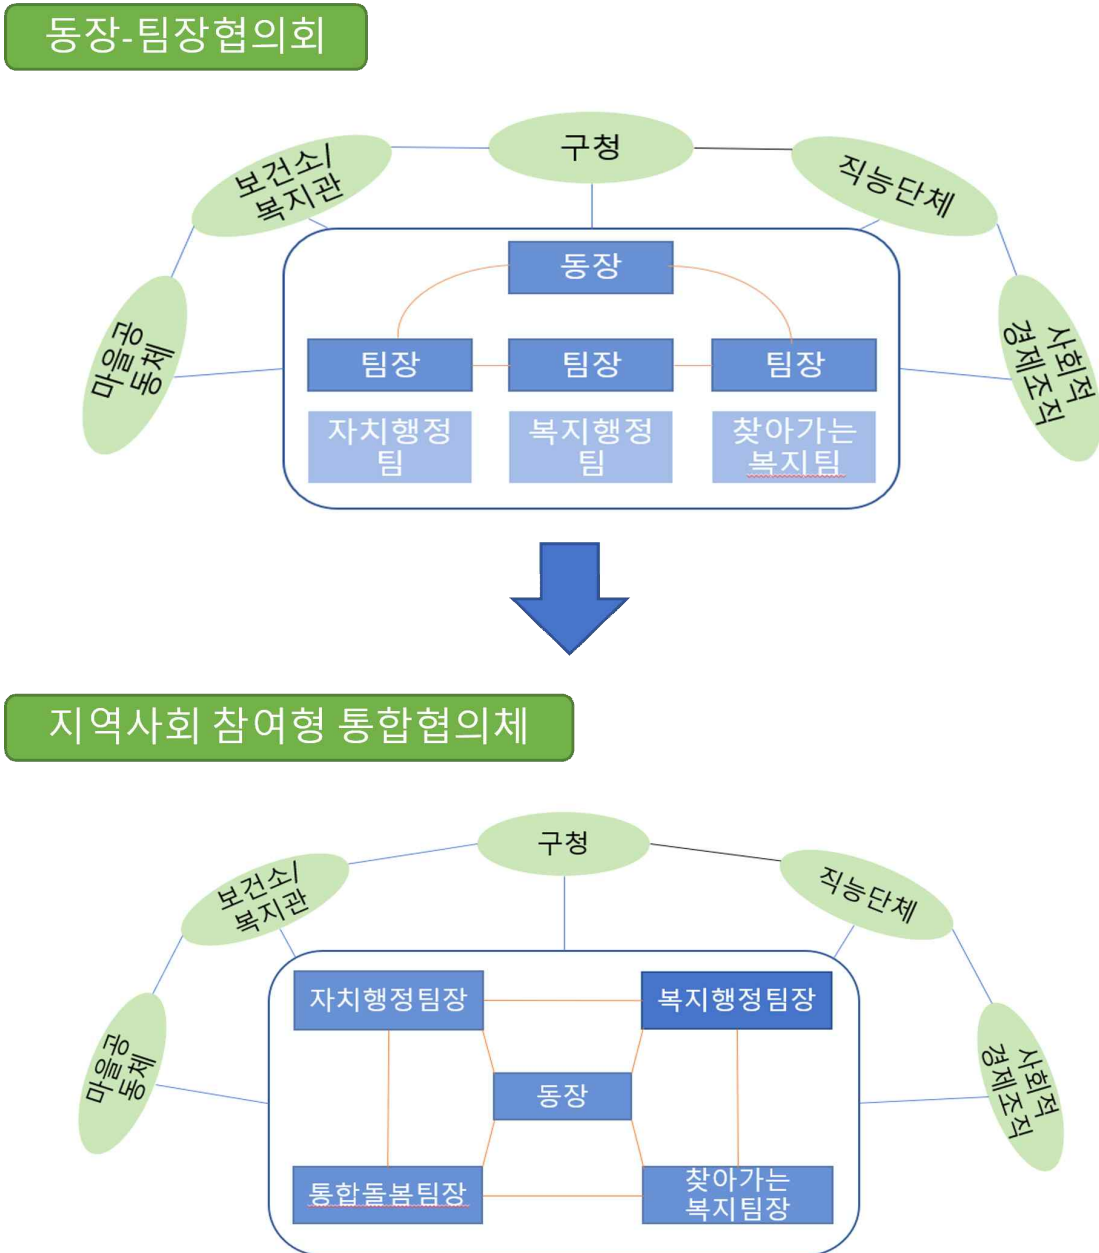 동장-팀장협의회
구청
보건소/
복지관
직능단체
동장
마을공
동체
사회적
경제조직
팀장
팀장
팀장
자치행정
팀
복지행정
팀
찾아가는
복지팀
지역사회 참여형 통합협의체
구청
보건소/
복지관
직능단체
자치행정팀장
복지행정팀장
마을공
동체
사회적
경제조직
동장
통합돌봄팀장
찾아가는
복지팀장